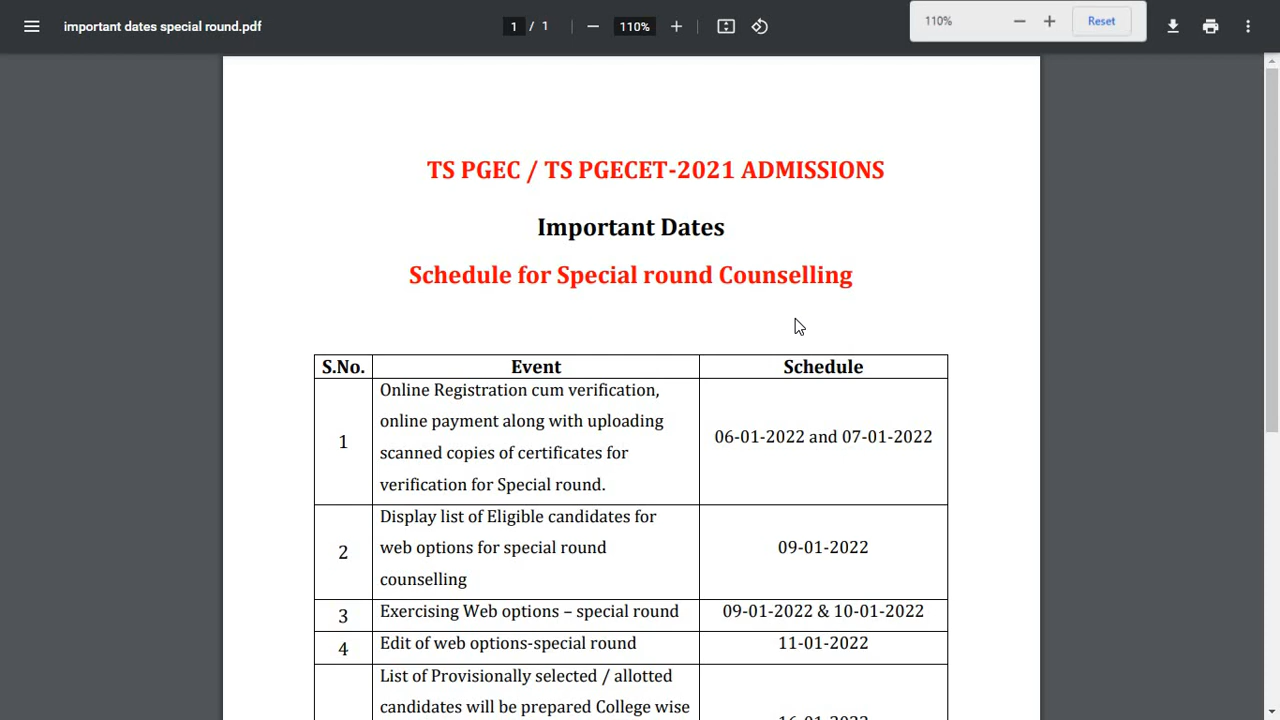 important dates special round.pdf
1 / 1
110%
110%
Reset
TS PGEC / TS PGECET-2021 ADMISSIONS
Important Dates
Schedule for Special round Counselling
S.No. Event Schedule
1
Online Registration cum verification,
online payment along with uploading
scanned copies of certificates for
verification for Special round.
06-01-2022 and 07-01-2022
2
Display list of Eligible candidates for
web options for special round
counselling
09-01-2022
3 Exercising Web options – special round 09-01-2022 & 10-01-2022
4 Edit of web options-special round 11-01-2022
List of Provisionally selected / allotted
candidates will be prepared College wise